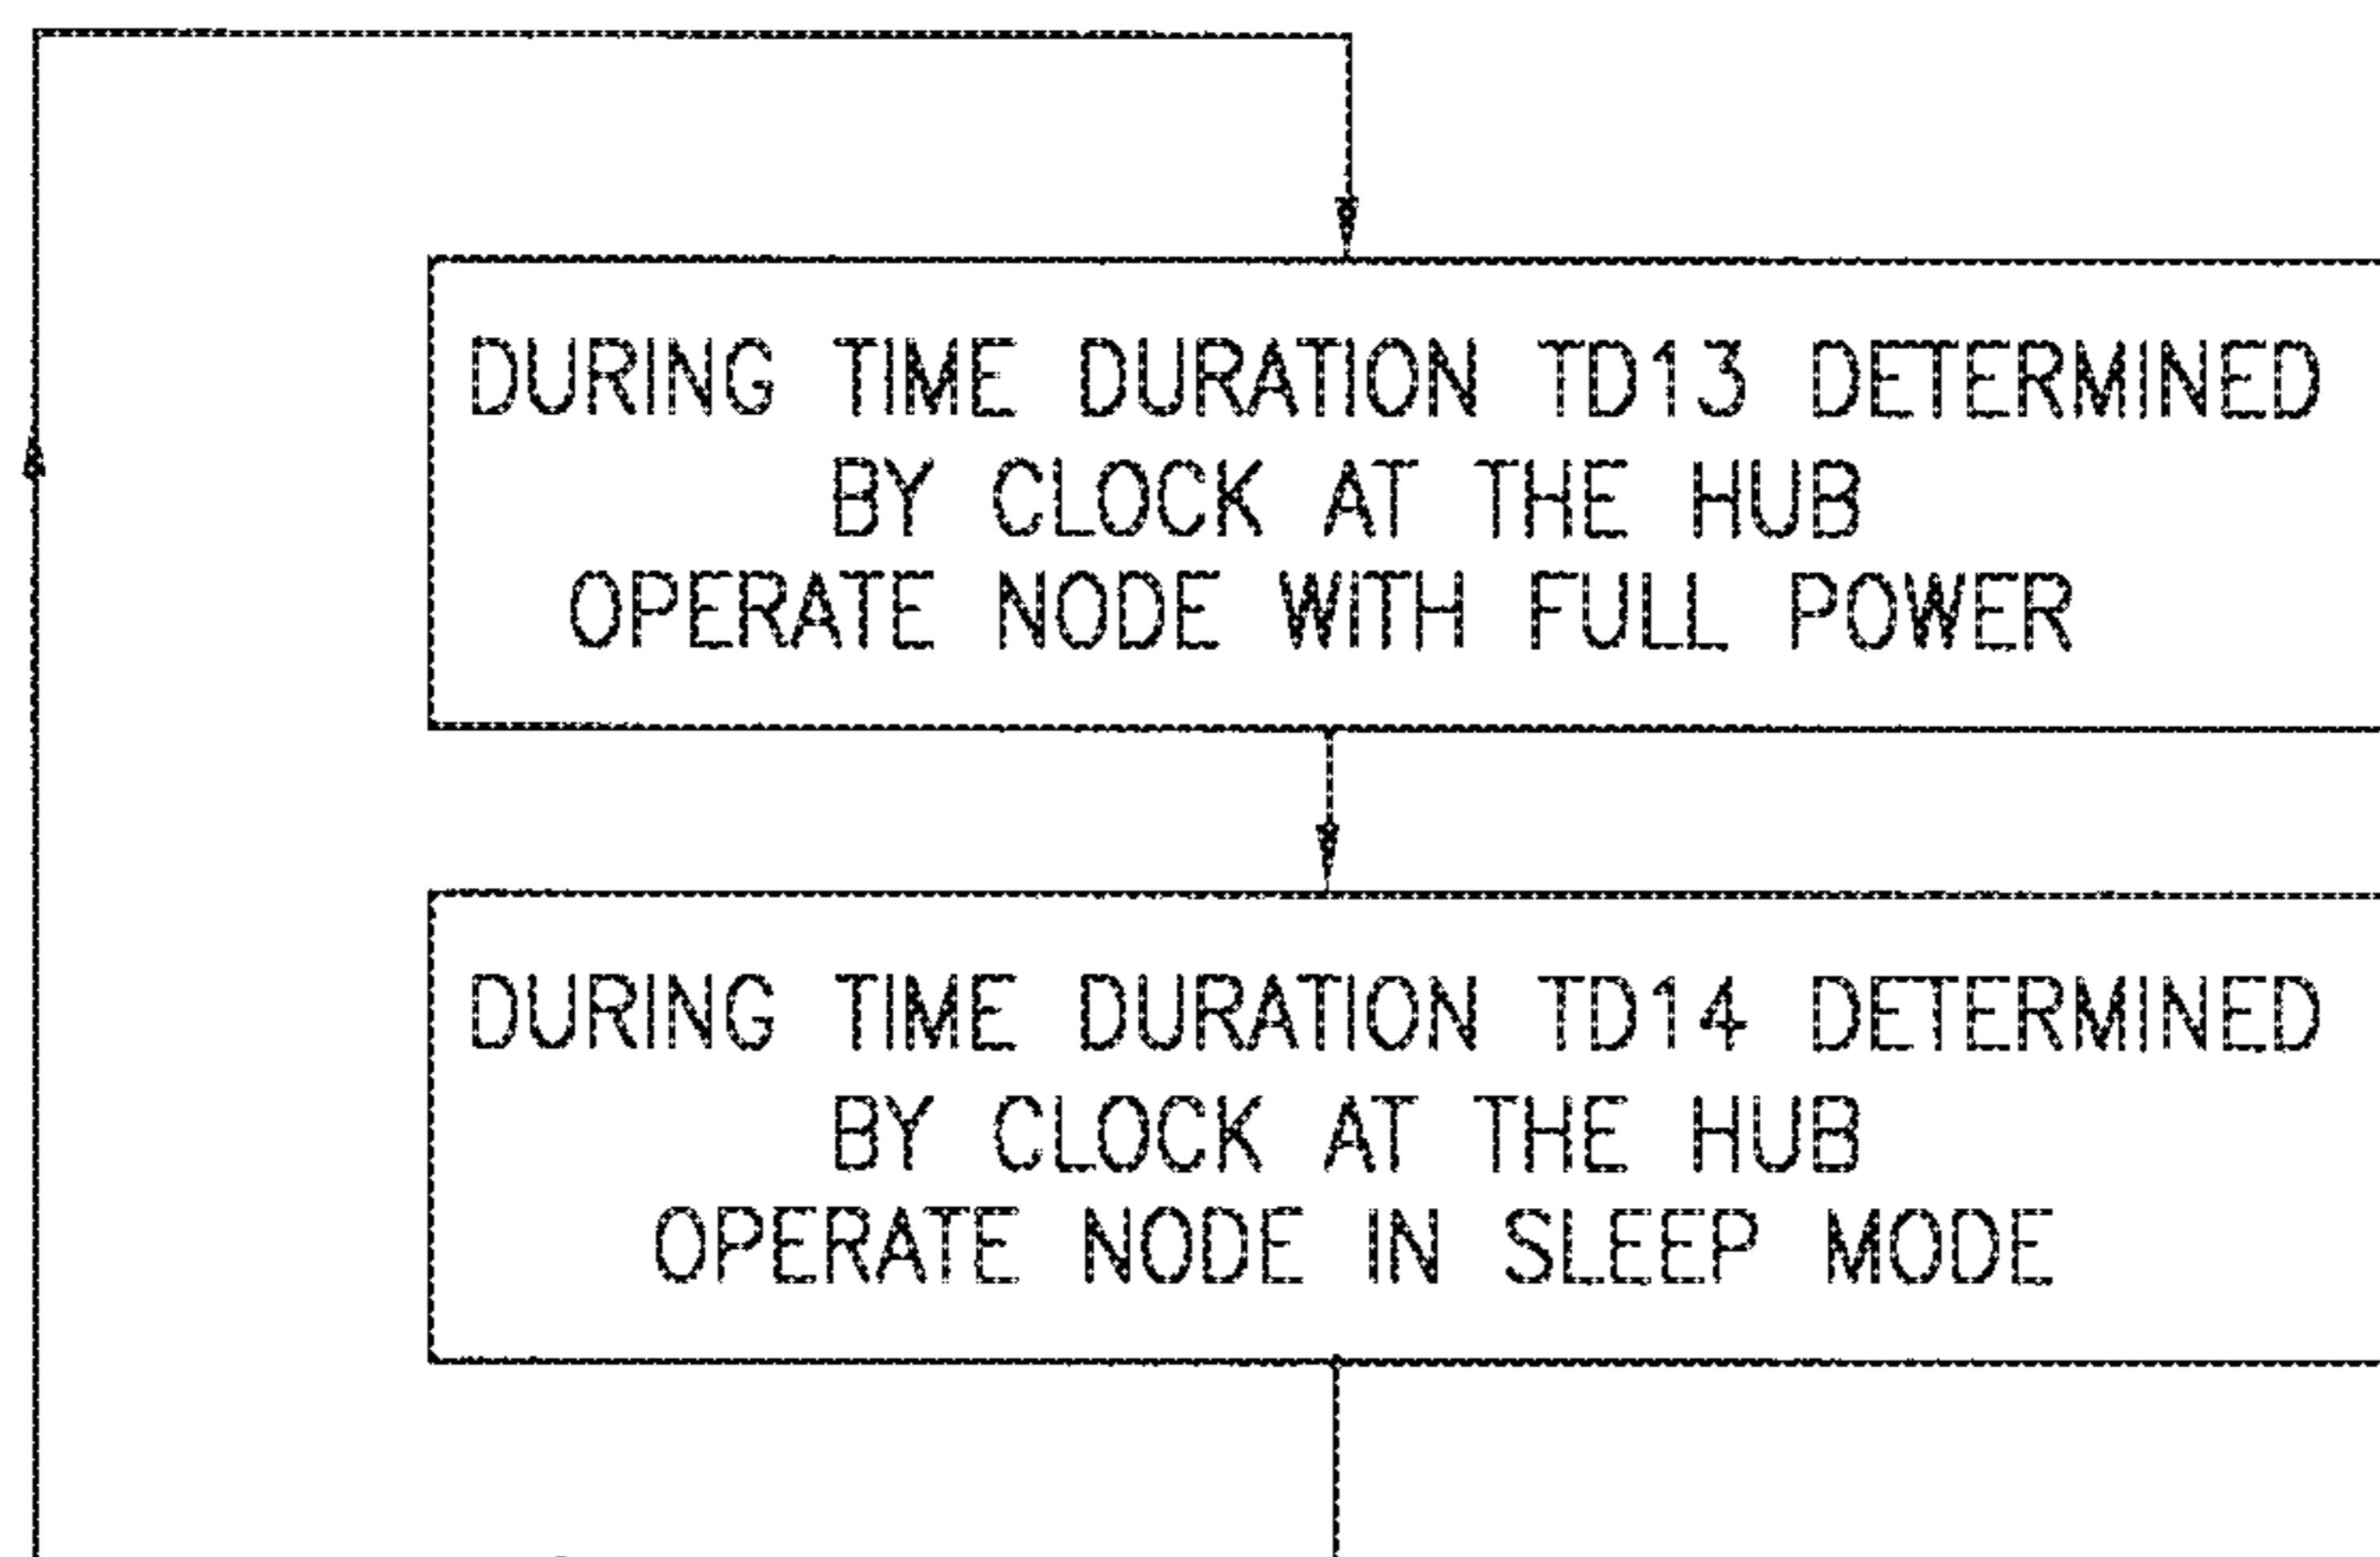 DURING TIME DURATION TD13 DETERMINED
BY CLOCK AT THE HUB
OPERATE NODE WITH FULL POWER
DURING TIME DURATION TD14 DETERMINED
BY CLOCK AT THE HUB
OPERATE NODE IN SLEEP MODE